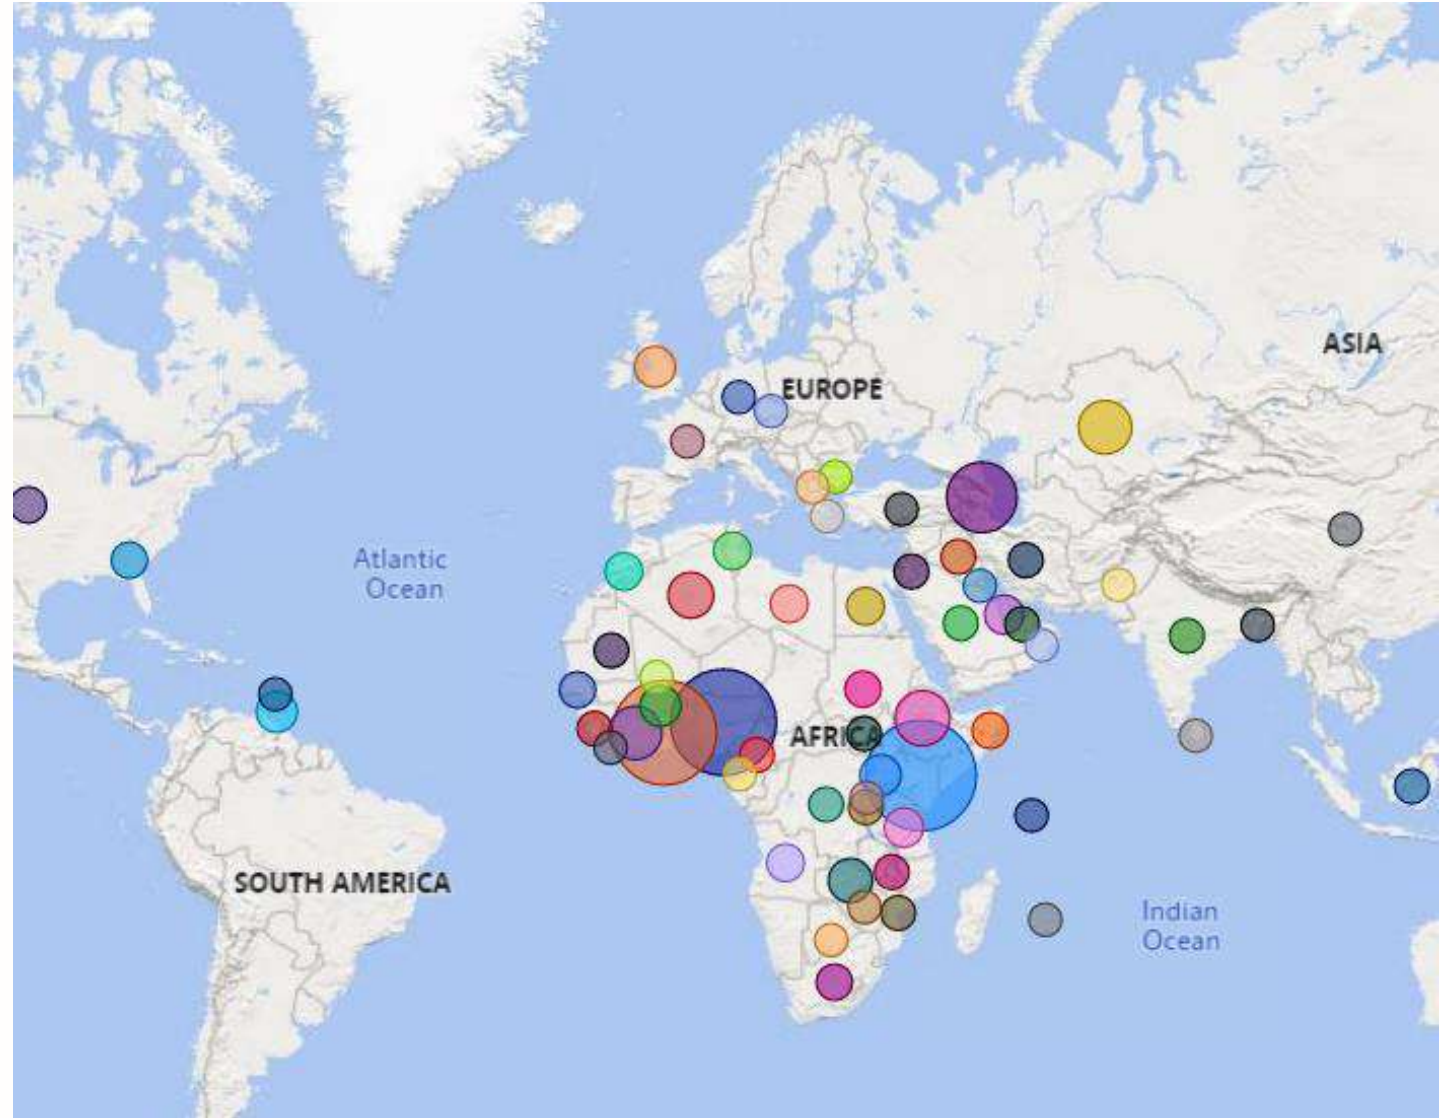 ASIA
EUROPE
Atlantic
Ocean
AFRICA
SOUTH AMERICA
Indian
Ocean